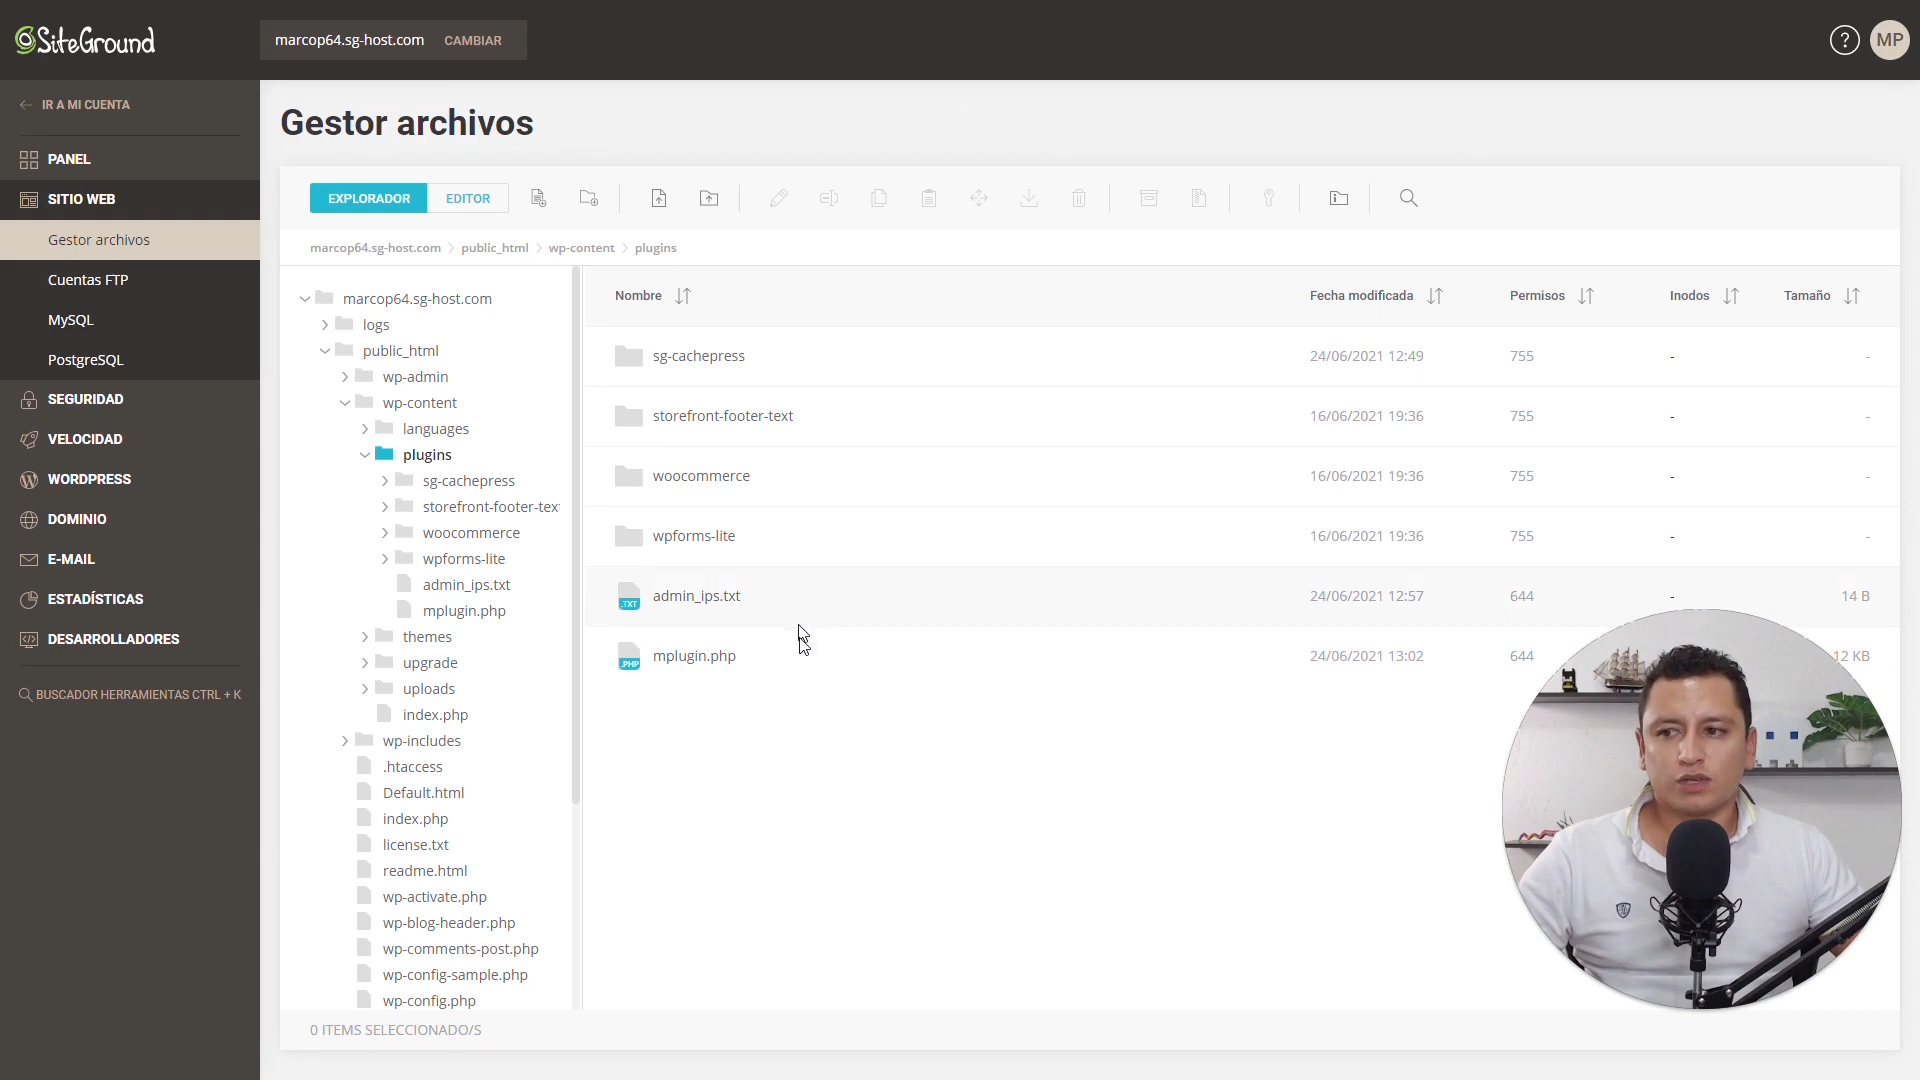 SiteGround
marcop64.sg-host.com CAMBIAR
?
MP
IR A MI CUENTA
PANEL
SITIO WEB
Gestor archivos
Cuentas FTP
MySQL
PostgreSQL
SEGURIDAD
VELOCIDAD
WORDPRESS
DOMINIO
E-MAIL
ESTADÍSTICAS
DESARROLLADORES
BUSCADOR HERRAMIENTAS CTRL + K
Gestor archivos
EXPLORADOR EDITOR
marcop64.sg-host.com > public_html > wp-content > plugins
marcop64.sg-host.com
logs
public_html
wp-admin
wp-content
languages
plugins
sg-cachepress
storefront-footer-tex
woocommerce
wpforms-lite
admin_ips.txt
mplugin.php
themes
upgrade
uploads
index.php
wp-includes
.htaccess
Default.html
index.php
license.txt
readme.html
wp-activate.php
wp-blog-header.php
wp-comments-post.php
wp-config-sample.php
wp-config.php
Nombre Fecha modificada Permisos Inodos Tamaño
sg-cachepress 24/06/2021 12:49 755 - -
storefront-footer-text 16/06/2021 19:36 755 - -
woocommerce 16/06/2021 19:36 755 - -
wpforms-lite 16/06/2021 19:36 755 - -
.TXT admin_ips.txt 24/06/2021 12:57 644 - 14 B
.PHP mplugin.php 24/06/2021 13:02 644 12 KB
0 ITEMS SELECCIONADO/S